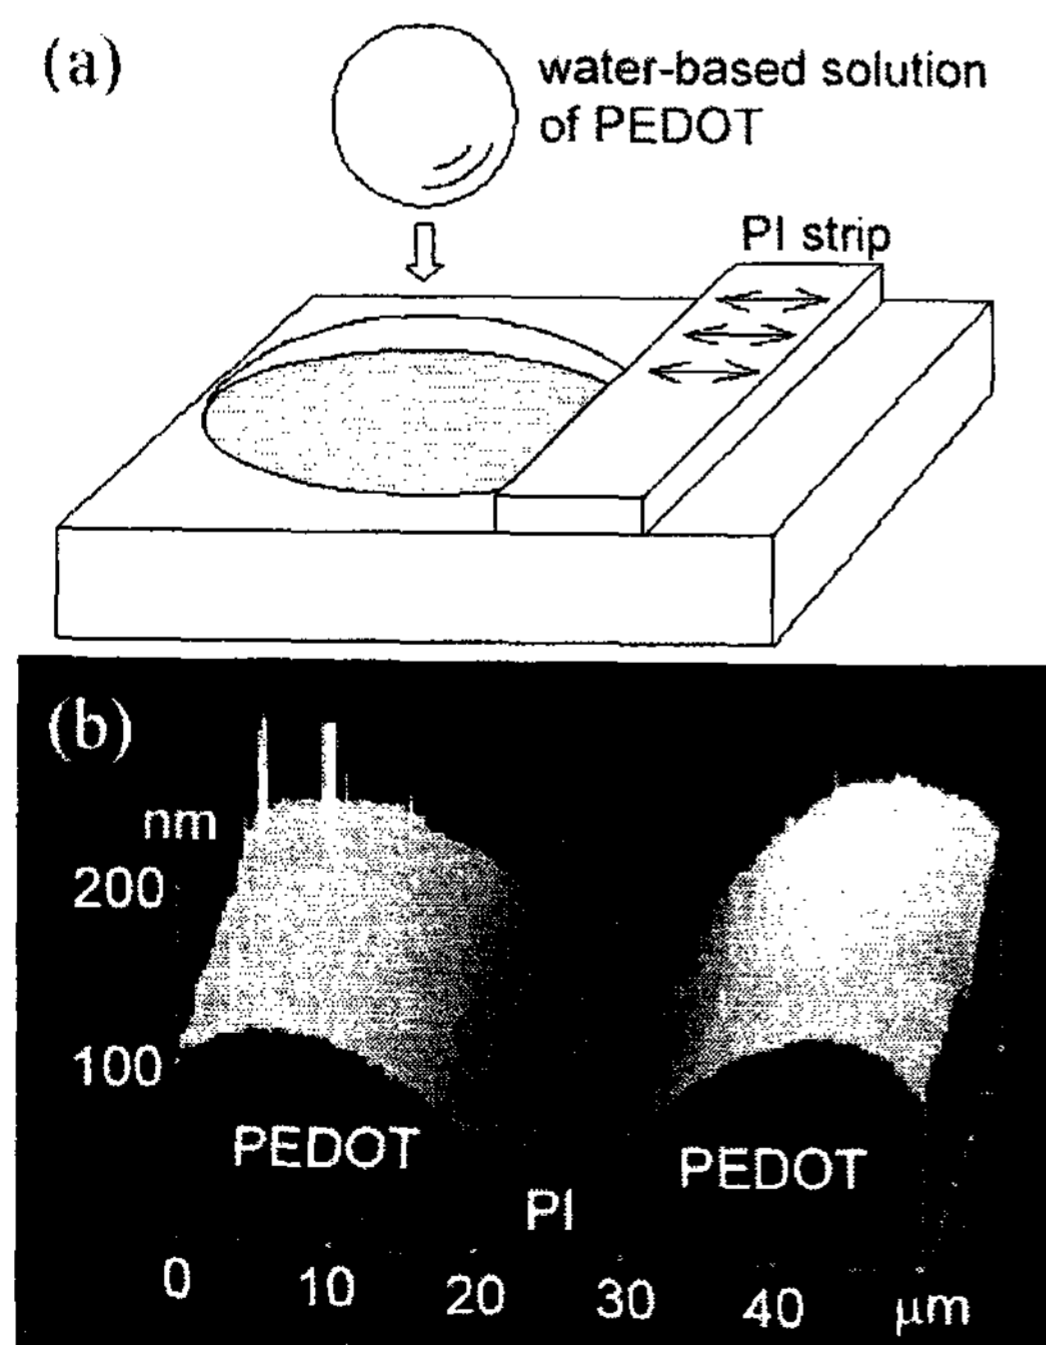 (a)
water-based solution
of PEDOT
PI strip
(b)
nm
200
100
PEDOT
PEDOT
PI
0
10
20
30
40
μm